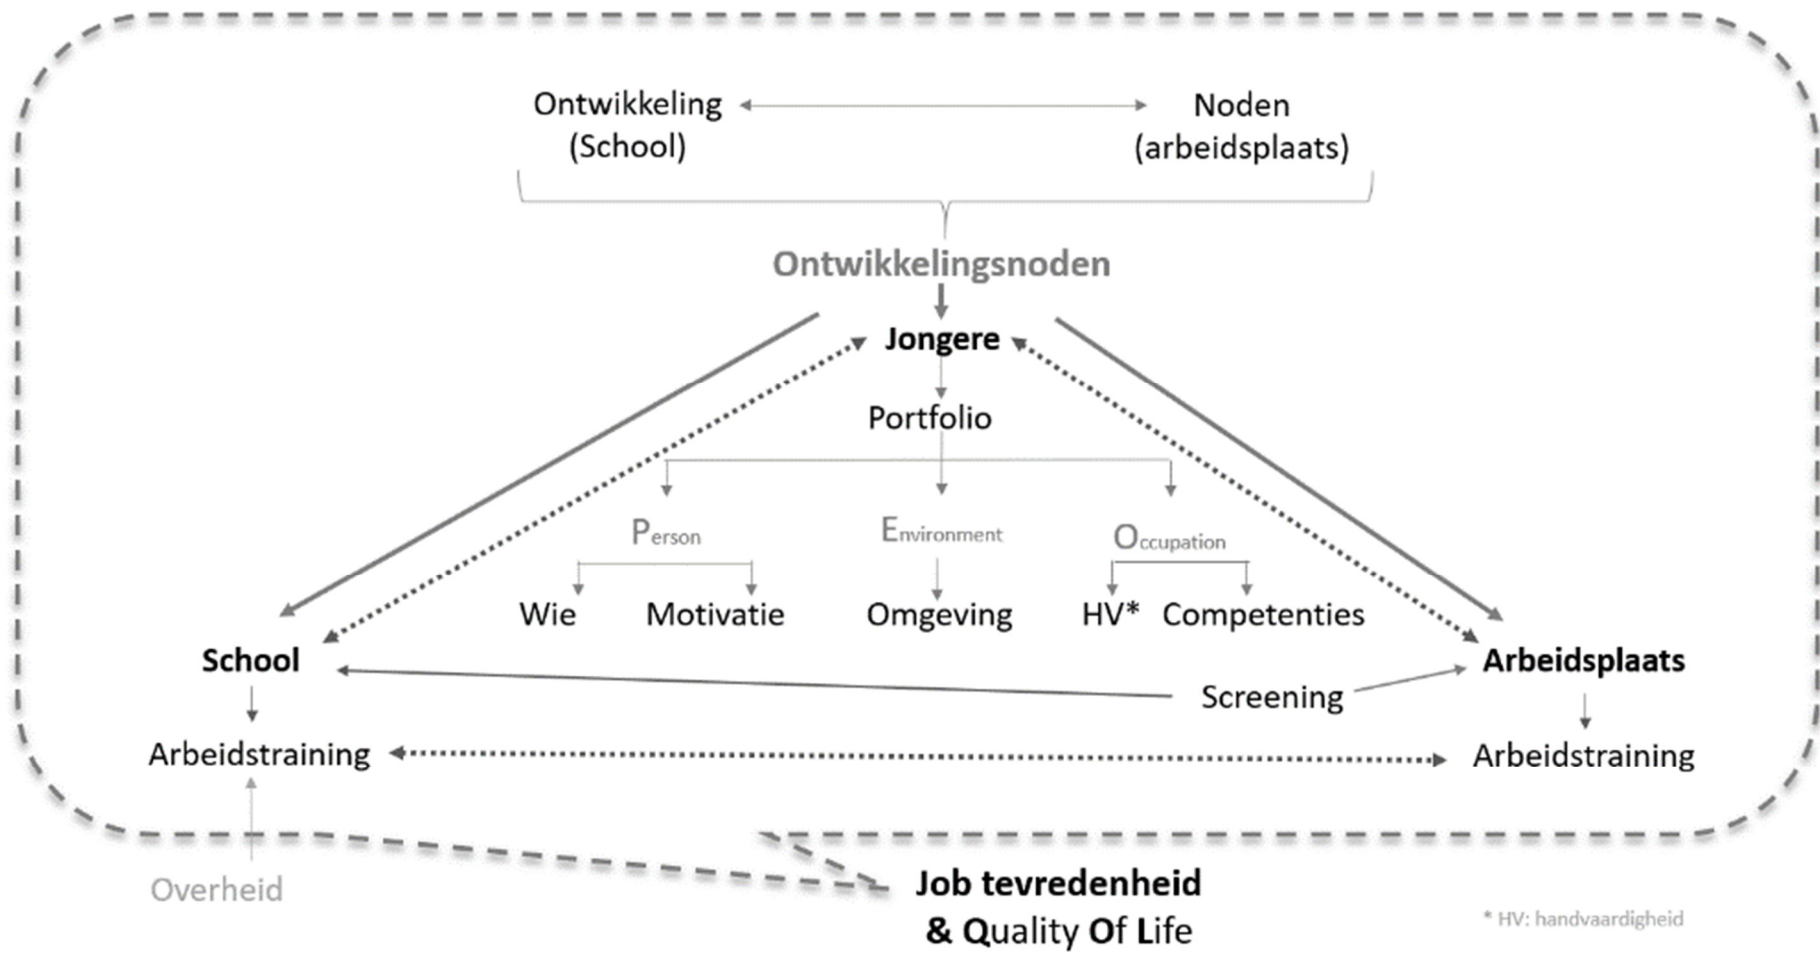 Ontwikkeling
(School)
Noden
(arbeidsplaats)
Ontwikkelingsnoden
Jongere
Portfolio
Person
Environment
Occupation
Wie
Motivatie
Omgeving
HV*
Competenties
School
Arbeidsplaats
Screening
Arbeidstraining
Arbeidstraining
Overheid
Job tevredenheid
& Quality Of Life
* HV: handvaardigheid